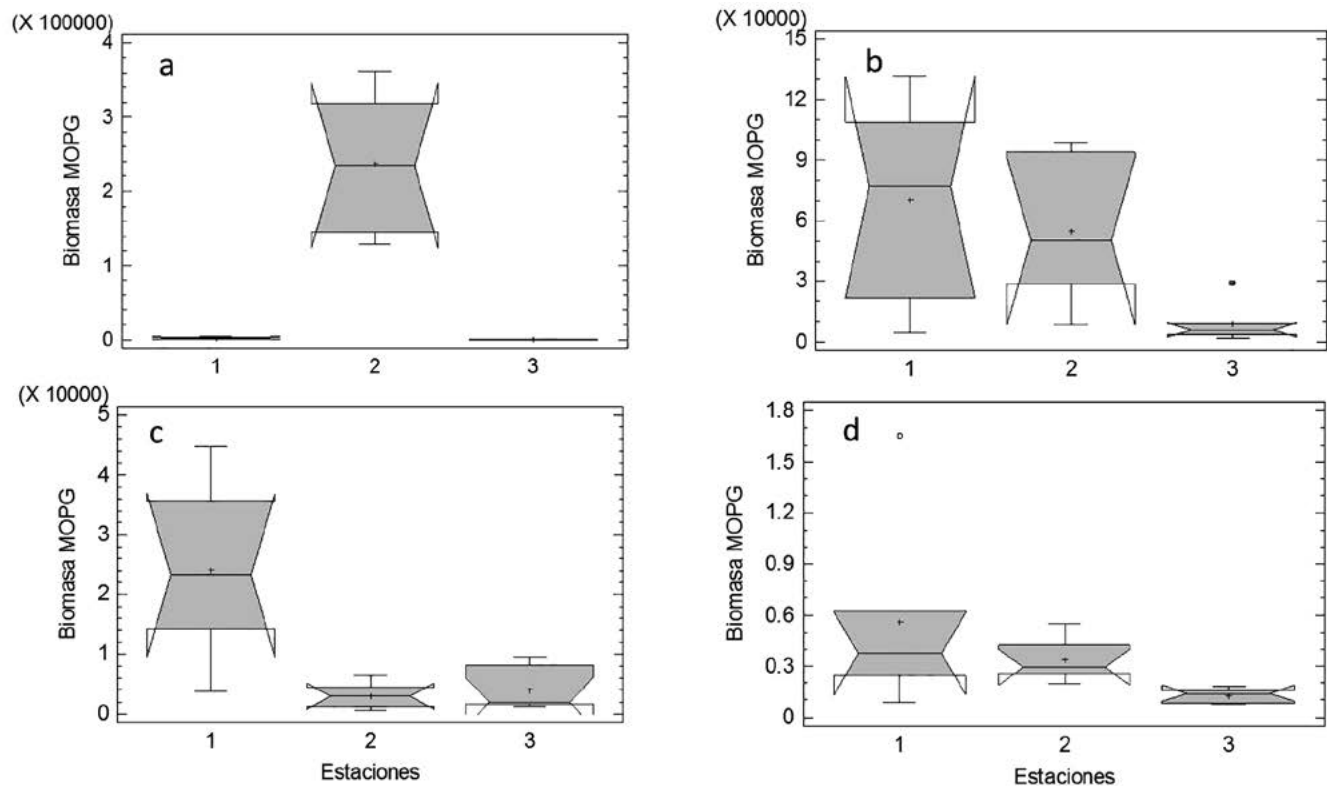 (X 100000)
a
Biomasa MOPG
4
3
2
1
0
1 2 3
(X 10000)
b
Biomasa MOPG
15
12
9
6
3
0
1 2 3
(X 10000)
c
Biomasa MOPG
5
4
3
2
1
0
1 2 3
Estaciones
d
Biomasa MOPG
1.8
1.5
1.2
0.9
0.6
0.3
0
1 2 3
Estaciones